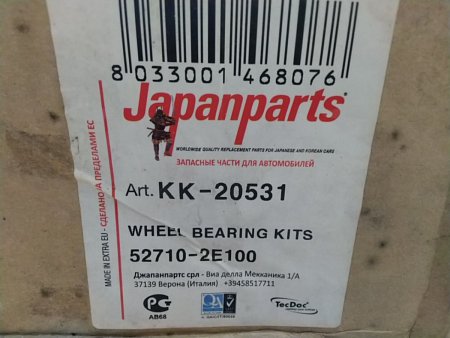 8 033001 468076
Japanparts
WORLDWIDE QUALITY REPLACEMENT PARTS FOR JAPANESE AND KOREAN CARS
ЗАПАСНЫЕ ЧАСТИ ДЛЯ АВТОМОБИЛЕЙ
MADE IN EXTRA EU - СДЕЛАНО ЗА ПРЕДЕЛАМИ ЕС
Art. KK-20531
WHEEL BEARING KITS
52710-2E100
Джапанпартс срл - Виа делла Мекканика 1/А
37139 Верона (Италия) +39458517711
АВ68
TecDoc